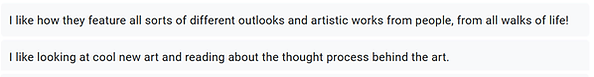 I like how they feature all sorts of different outlooks and artistic works from people, from all walks of life!
I like looking at cool new art and reading about the thought process behind the art.